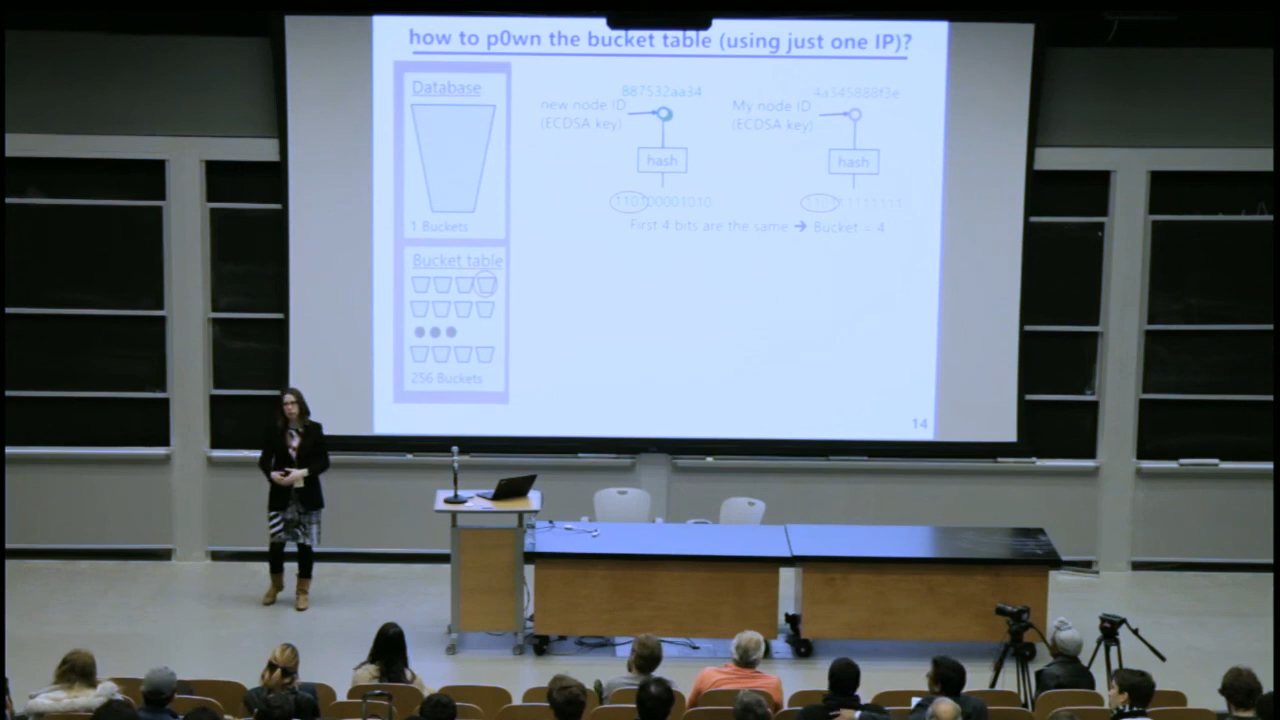 how to p0wn the bucket table (using just one IP)?
Database
1 Buckets
Bucket table
256 Buckets
887532aa34
new node ID
(ECDSA key)
hash
110100001010
4a345888f3e
My node ID
(ECDSA key)
hash
First 4 bits are the same → Bucket = 4
14